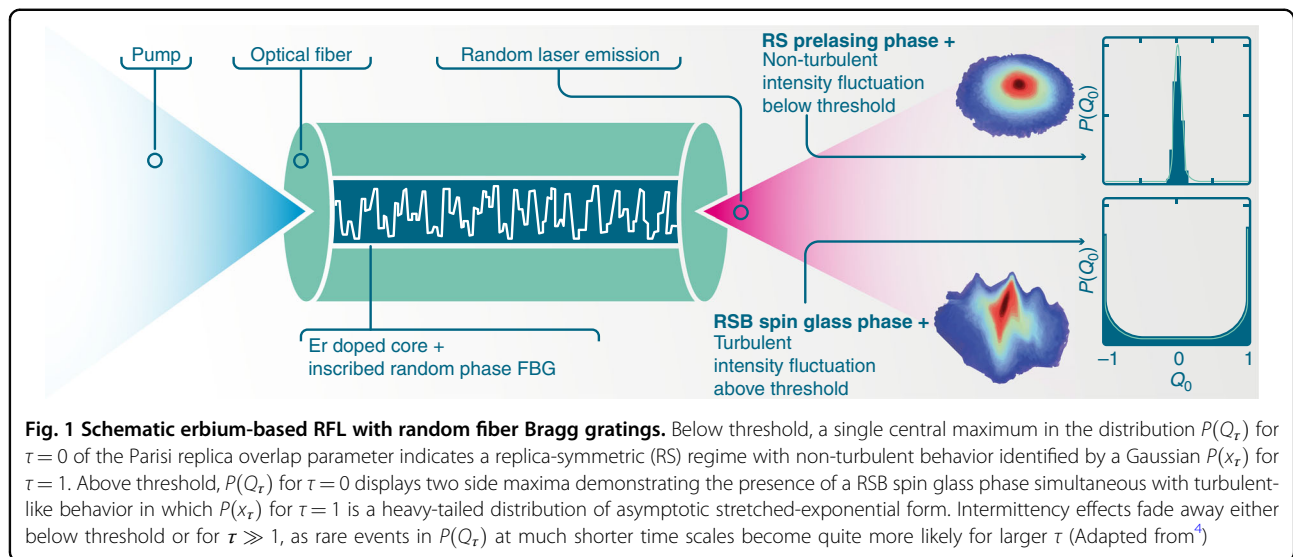 Pump
Optical fiber
Random laser emission
RS prelasing phase +
Non-turbulent
intensity fluctuation
below threshold
P(Q₀)
Er doped core +
inscribed random phase FBG
RSB spin glass phase +
Turbulent
intensity fluctuation
above threshold
P(Q₀)
−1 0 1
Q₀
Fig. 1 Schematic erbium-based RFL with random fiber Bragg gratings. Below threshold, a single central maximum in the distribution P(Qτ) for
τ = 0 of the Parisi replica overlap parameter indicates a replica-symmetric (RS) regime with non-turbulent behavior identified by a Gaussian P(xτ) for
τ = 1. Above threshold, P(Qτ) for τ = 0 displays two side maxima demonstrating the presence of a RSB spin glass phase simultaneous with turbulent-
like behavior in which P(xτ) for τ = 1 is a heavy-tailed distribution of asymptotic stretched-exponential form. Intermittency effects fade away either
below threshold or for τ ≫ 1, as rare events in P(Qτ) at much shorter time scales become quite more likely for larger τ (Adapted from⁴)